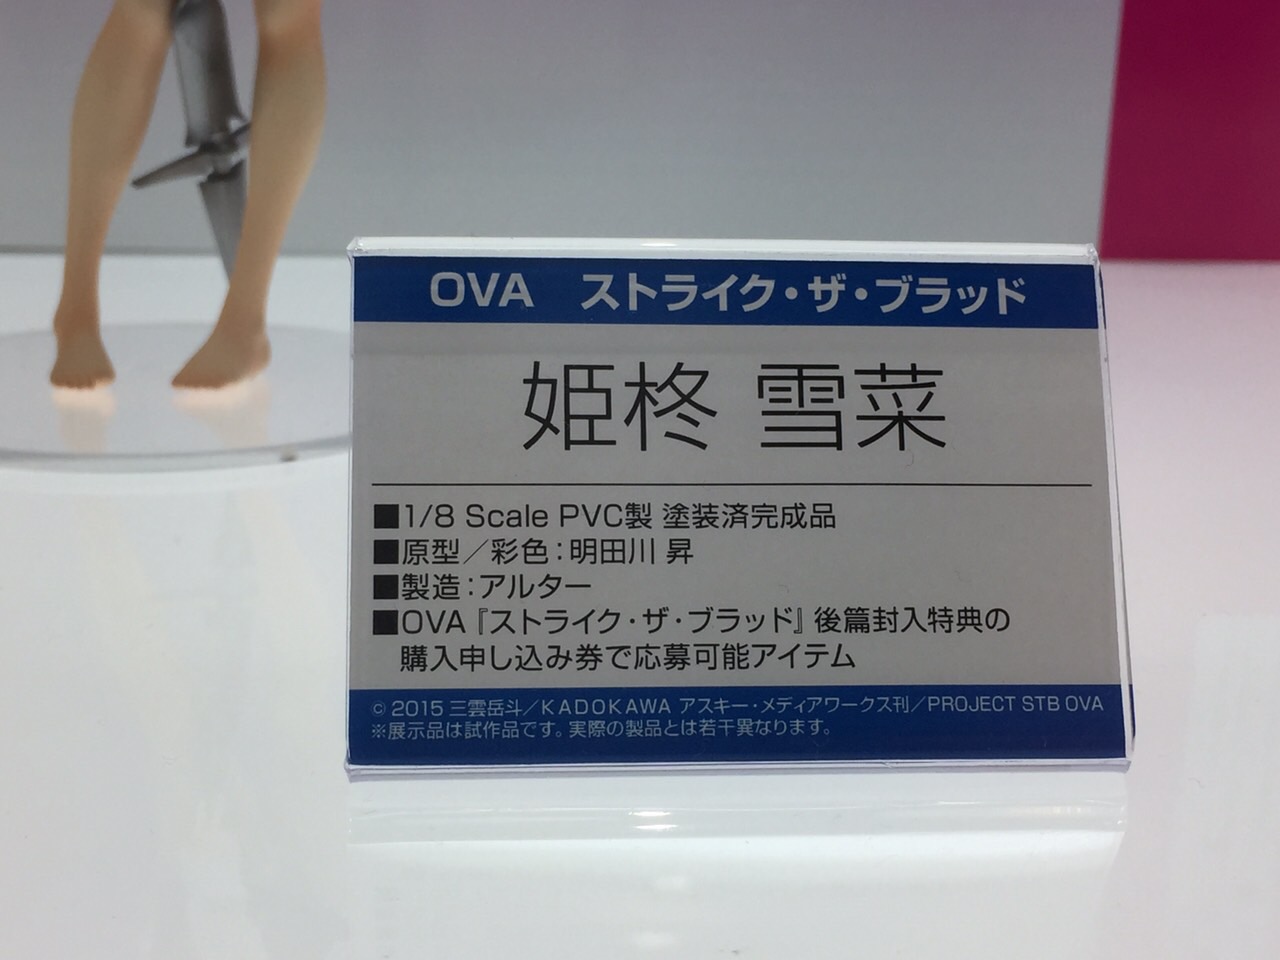 OVA ストライク・ザ・ブラッド
姫柊 雪菜
■1/8 Scale PVC製 塗装済完成品
■原型／彩色：明田川 昇
■製造：アルター
■OVA『ストライク・ザ・ブラッド』後篇封入特典の
購入申し込み券で応募可能アイテム
© 2015 三雲岳斗／KADOKAWA アスキー・メディアワークス刊／PROJECT STB OVA
※展示品は試作品です。実際の製品とは若干異なります。